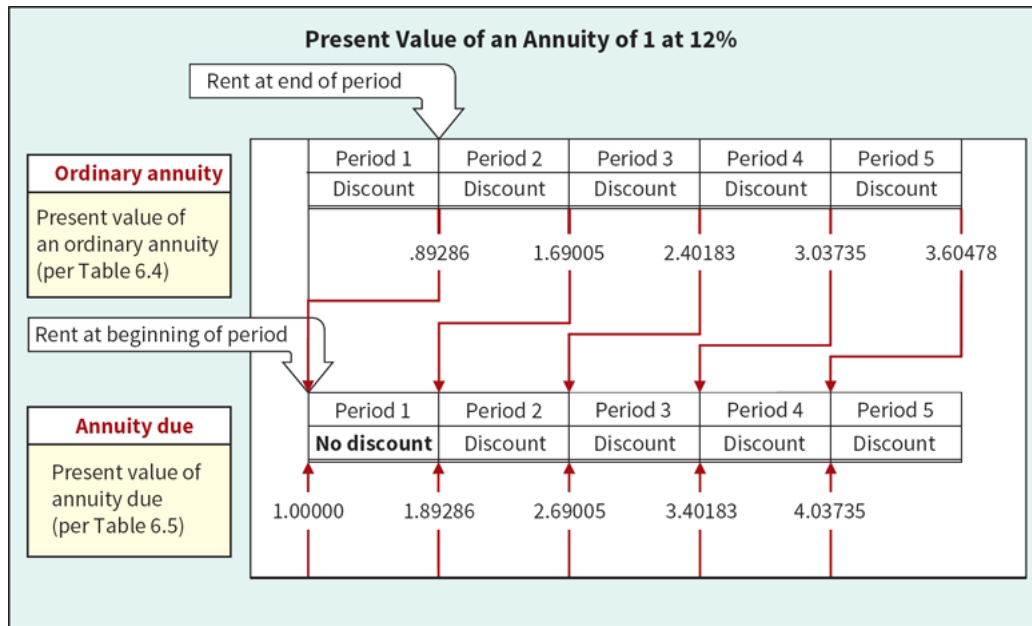 Present Value of an Annuity of 1 at 12%
Rent at end of period
Ordinary annuity
Present value of
an ordinary annuity
(per Table 6.4)
Period 1 Period 2 Period 3 Period 4 Period 5
Discount Discount Discount Discount Discount
.89286 1.69005 2.40183 3.03735 3.60478
Rent at beginning of period
Annuity due
Present value of
annuity due
(per Table 6.5)
Period 1 Period 2 Period 3 Period 4 Period 5
No discount Discount Discount Discount Discount
1.00000 1.89286 2.69005 3.40183 4.03735